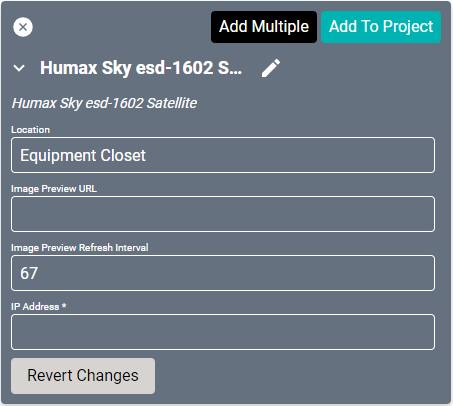 Add Multiple
Add To Project
Humax Sky esd-1602 S...
Humax Sky esd-1602 Satellite
Location
Equipment Closet
Image Preview URL
Image Preview Refresh Interval
67
IP Address *
Revert Changes